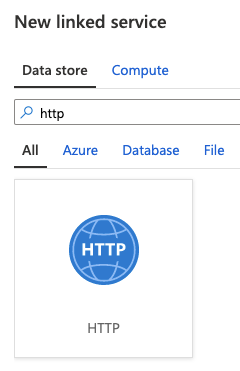 New linked service
Data store Compute
http
All Azure Database File
HTTP
HTTP